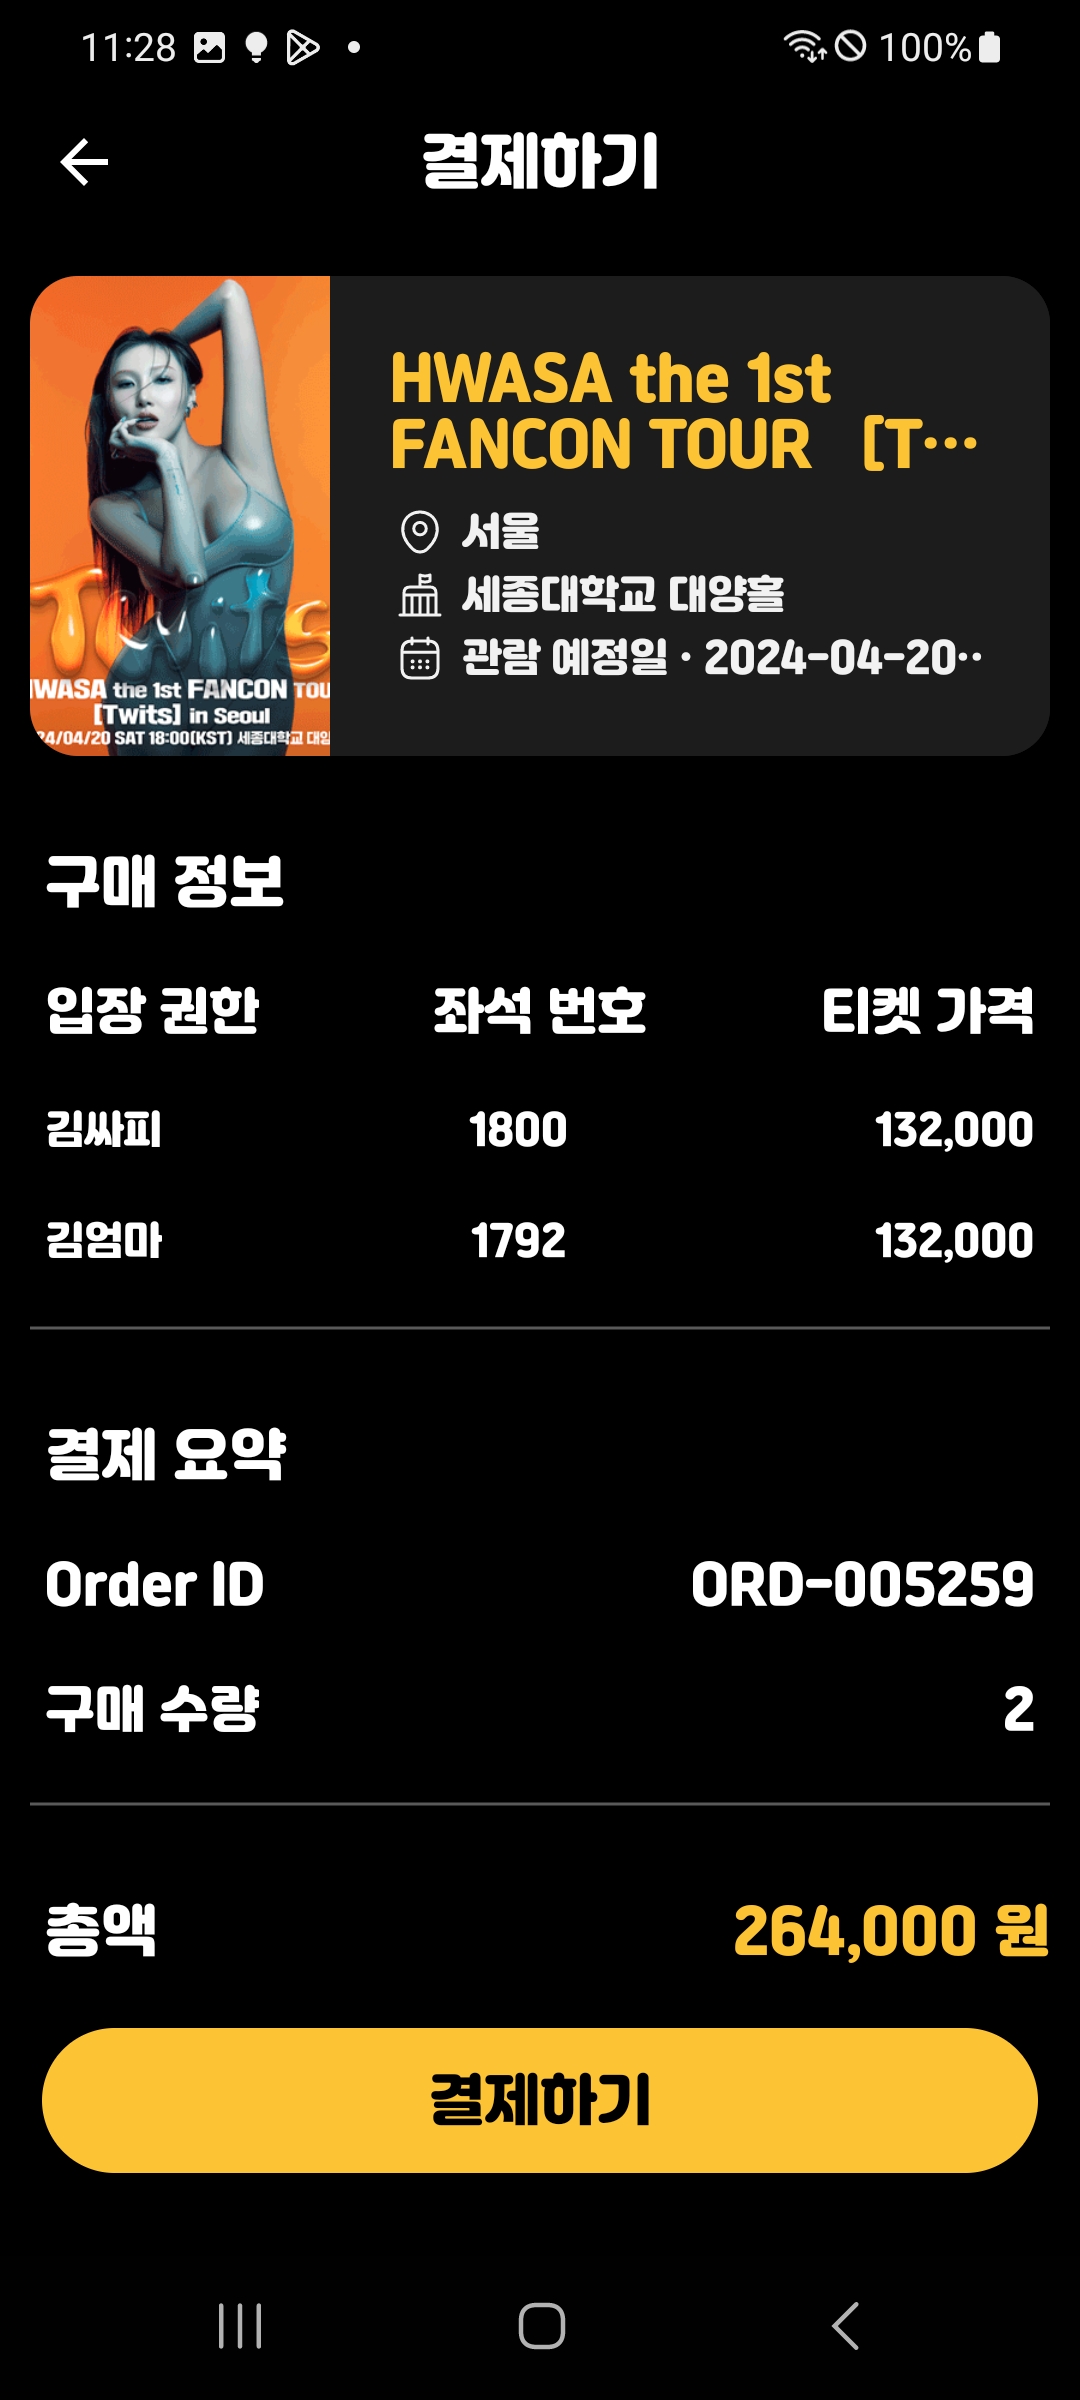 11:28
100%
결제하기
HWASA the 1st
FANCON TOUR [T···
서울
세종대학교 대양홀
관람 예정일 · 2024-04-20··
Twits
HWASA the 1st FANCON TOU
[Twits] in Seoul
24/04/20 SAT 18:00(KST) 세종대학교 대양
구매 정보
입장 권한 좌석 번호 티켓 가격
김싸피 1800 132,000
김엄마 1792 132,000
결제 요약
Order ID ORD-005259
구매 수량 2
총액 264,000 원
결제하기